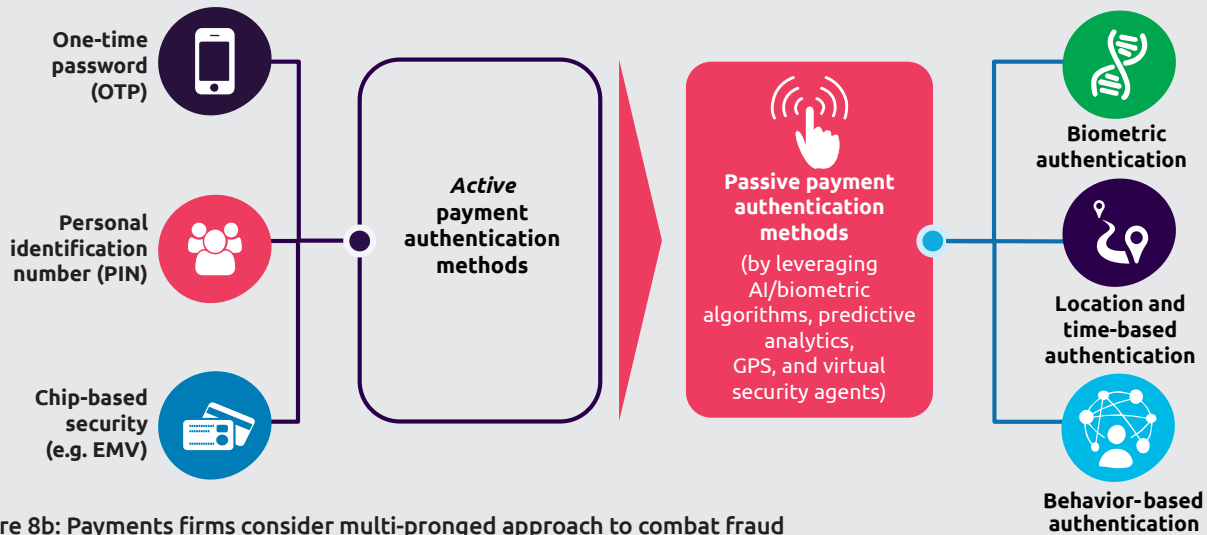 One-time
password
(OTP)
Personal
identification
number (PIN)
Chip-based
security
(e.g. EMV)
Active
payment
authentication
methods
Passive payment
authentication
methods
(by leveraging
AI/biometric
algorithms, predictive
analytics,
GPS, and virtual
security agents)
Biometric
authentication
Location and
time-based
authentication
Behavior-based
authentication
re 8b: Payments firms consider multi-pronged approach to combat fraud